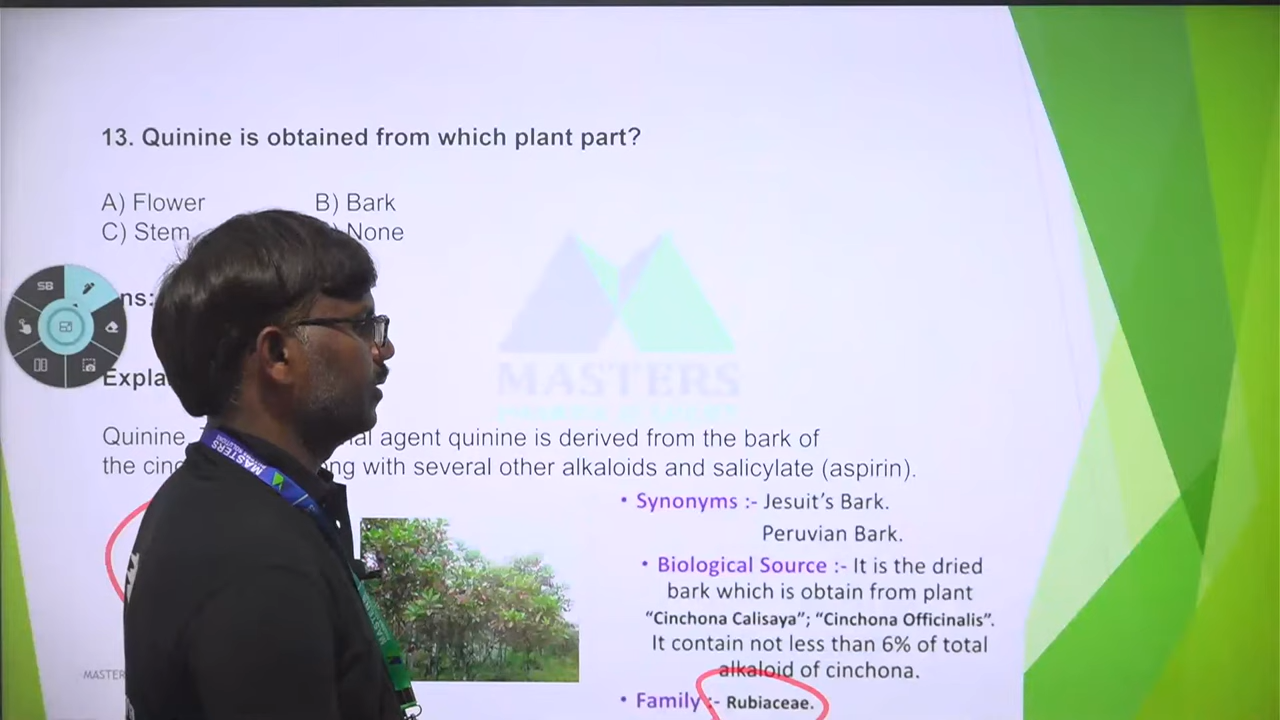 13. Quinine is obtained from which plant part?
A) Flower B) Bark
C) Stem ) None
ns:
Expla
Quinine al agent quinine is derived from the bark of
the cinc ng with several other alkaloids and salicylate (aspirin).
• Synonyms :- Jesuit's Bark.
Peruvian Bark.
• Biological Source :- It is the dried
bark which is obtain from plant
"Cinchona Calisaya"; "Cinchona Officinalis".
It contain not less than 6% of total
alkaloid of cinchona.
• Family :- Rubiaceae.
MASTERS
SB
MASTERS
MASTER